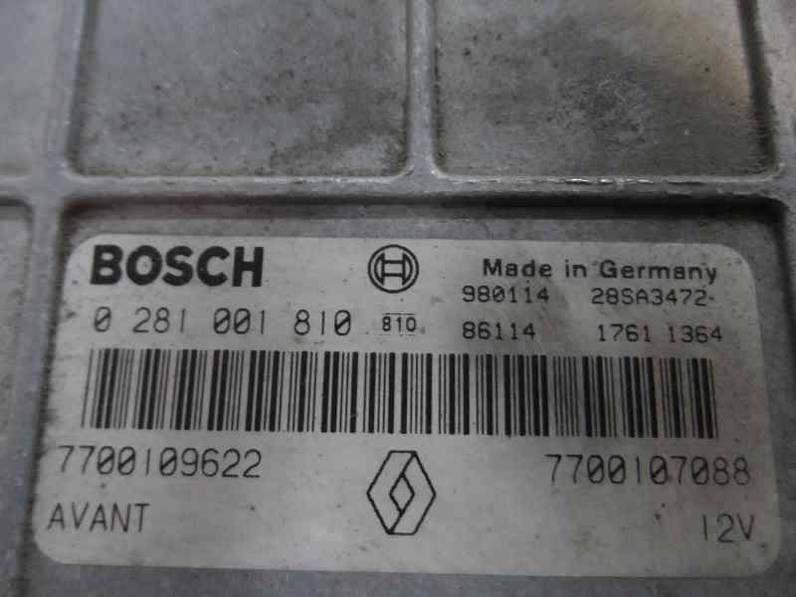 BOSCH Made in Germany
980114 28SA3472-
0 281 001 810 810 86114 1761 1364
7700109622 7700107088
AVANT 12V